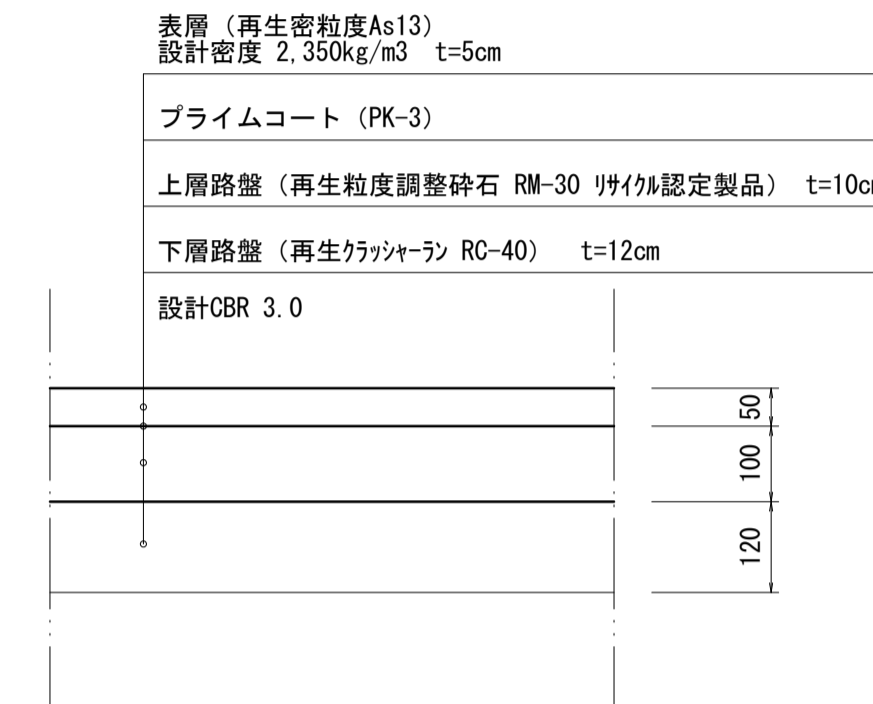 表層（再生密粒度As13）
設計密度 2,350kg/m3 t=5cm
プライムコート（PK-3）
上層路盤（再生粒度調整砕石 RM-30 ﾘｻｲｸﾙ認定製品） t=10cm
下層路盤（再生ｸﾗｯｼｬｰﾗﾝ RC-40） t=12cm
設計CBR 3.0
50
100
120